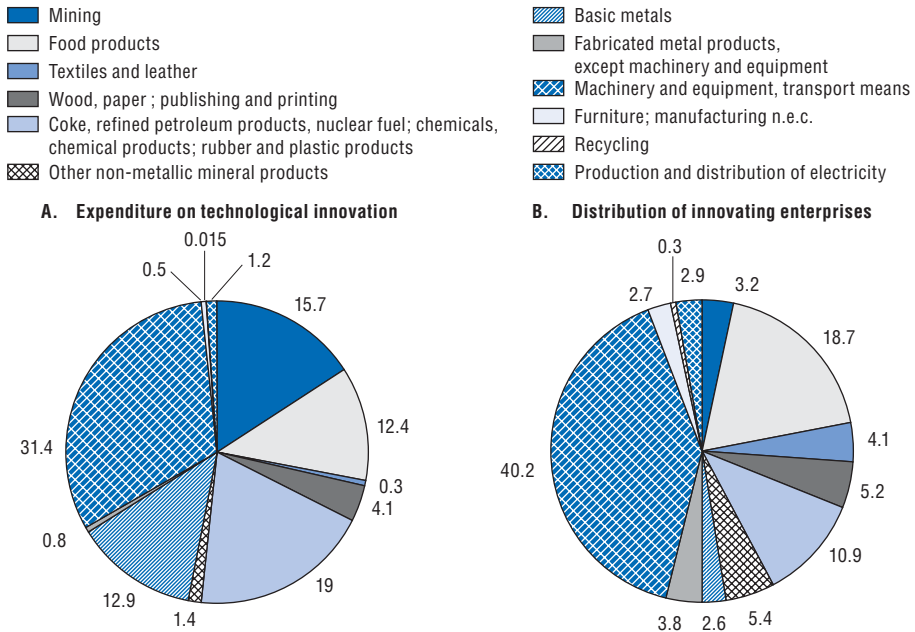 Mining
Food products
Textiles and leather
Wood, paper ; publishing and printing
Coke, refined petroleum products, nuclear fuel; chemicals,
chemical products; rubber and plastic products
Other non-metallic mineral products
Basic metals
Fabricated metal products,
except machinery and equipment
Machinery and equipment, transport means
Furniture; manufacturing n.e.c.
Recycling
Production and distribution of electricity
A. Expenditure on technological innovation
0.015
0.5
1.2
15.7
12.4
0.3
4.1
19
1.4
12.9
0.8
31.4
B. Distribution of innovating enterprises
0.3
2.7
2.9
3.2
18.7
4.1
5.2
10.9
5.4
2.6
3.8
40.2